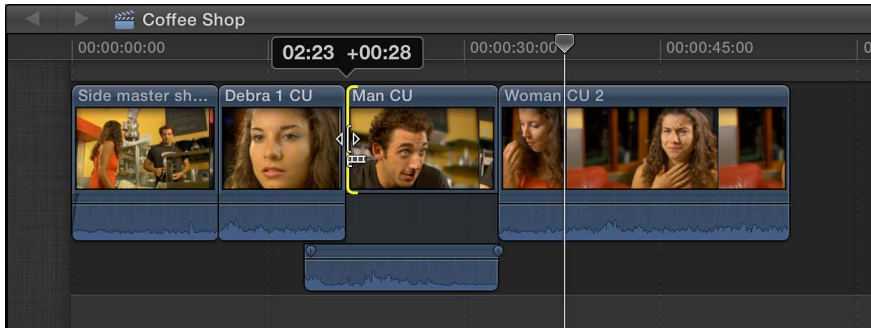 Coffee Shop
00:00:00:00
00:00:30:00
00:00:45:00
02:23 +00:28
Side master sh...
Debra 1 CU
Man CU
Woman CU 2